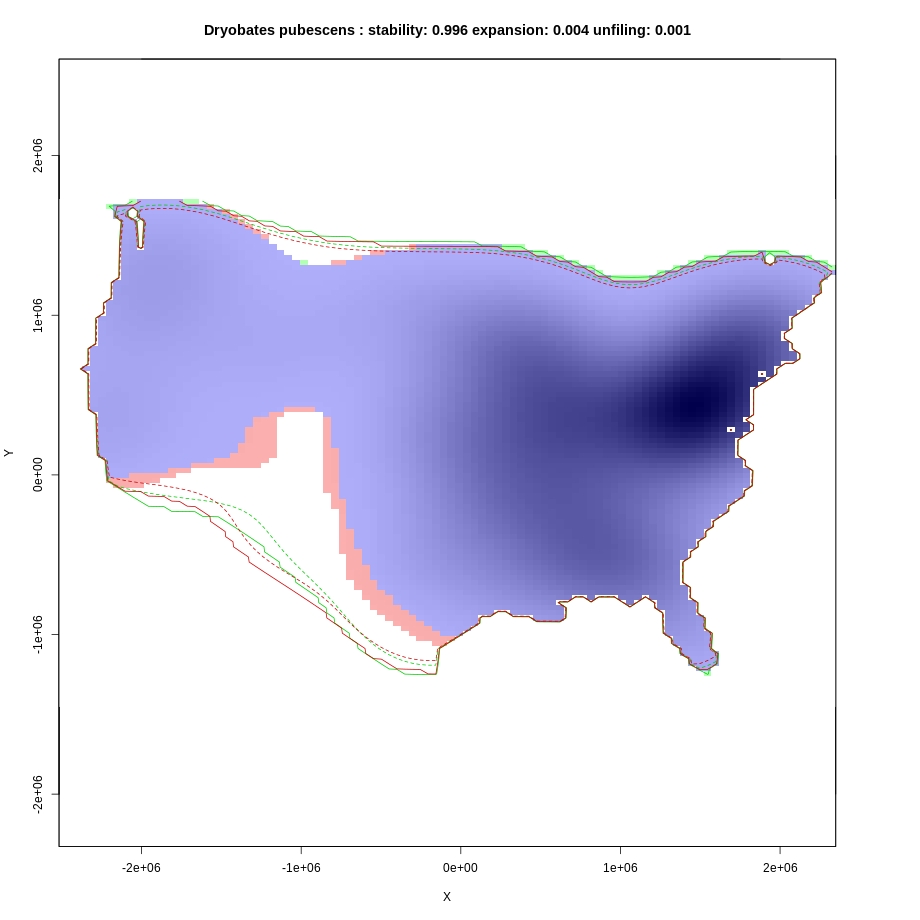 Dryobates pubescens : stability: 0.996 expansion: 0.004 unfiling: 0.001
2e+06
1e+06
0e+00
-1e+06
-2e+06
Y
-2e+06 -1e+06 0e+00 1e+06 2e+06
X